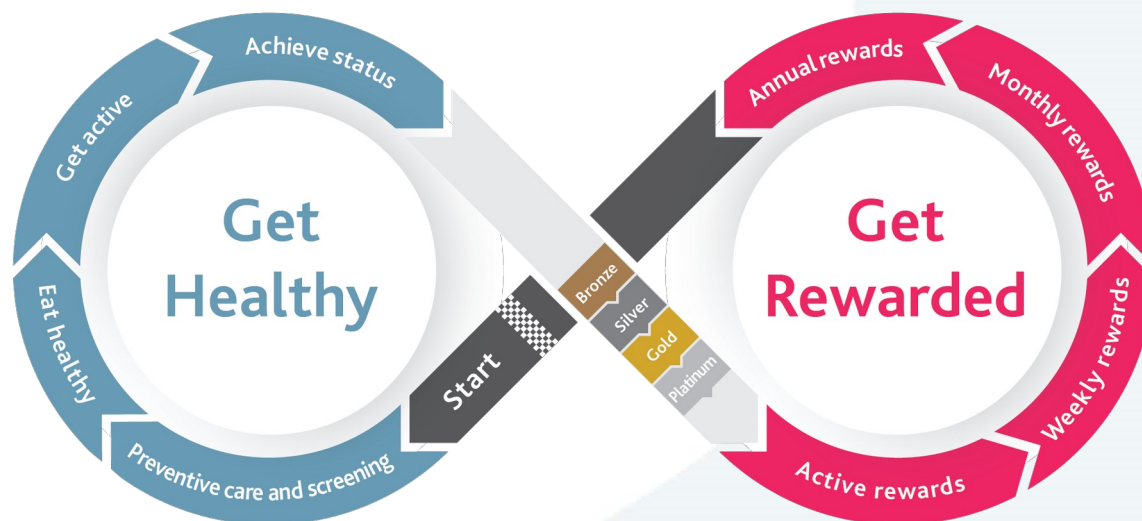 Get
Healthy
Start
Preventive care and screening
Eat healthy
Get active
Achieve status
Bronze
Silver
Gold
Platinum
Get
Rewarded
Active rewards
Weekly rewards
Monthly rewards
Annual rewards